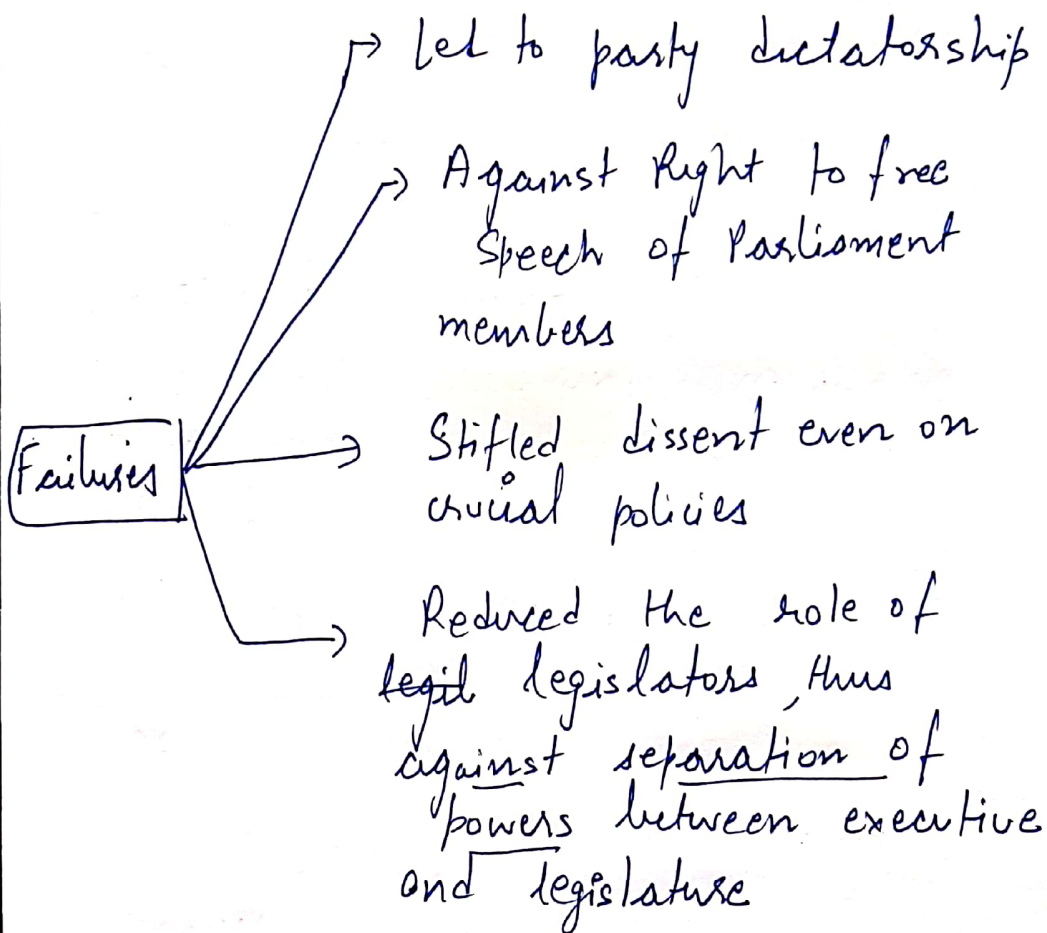 Let to party dictatorship
Against Right to free
Speech of Parliament
members
Failures
Stifled dissent even on
crucial policies
Reduced the role of
legil legislators, thus
against separation of
powers between executive
and legislature